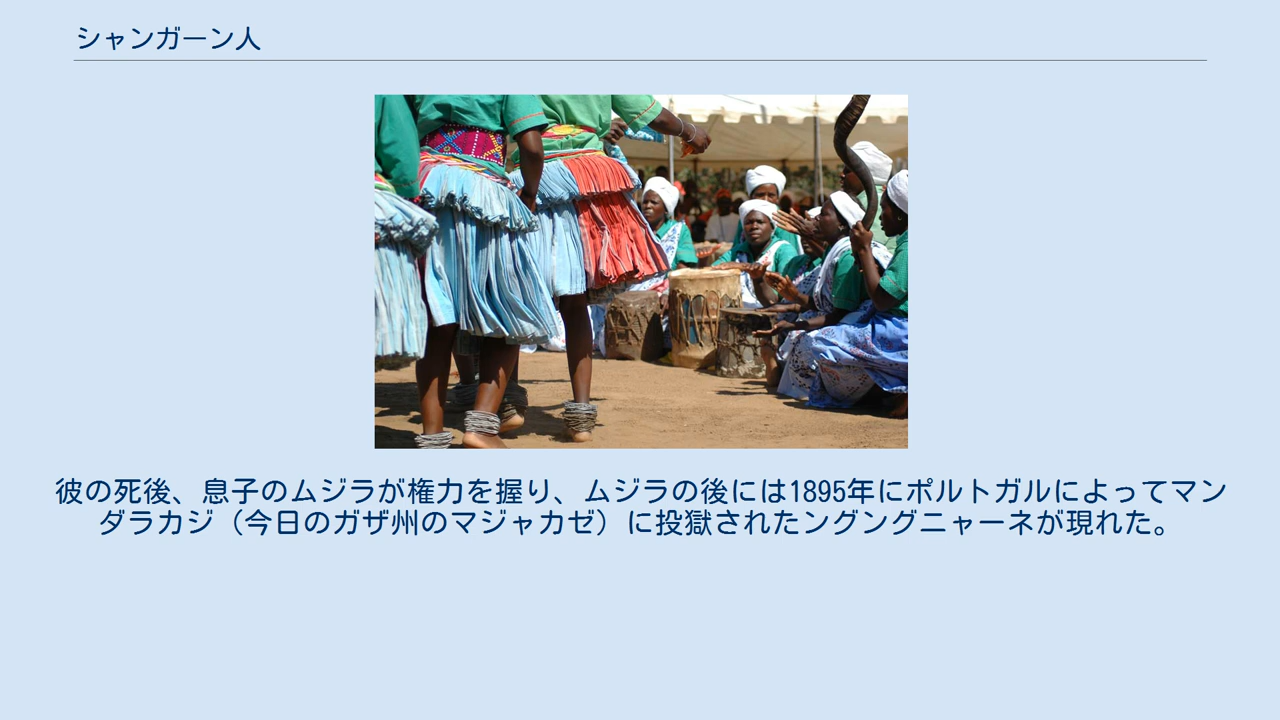 シャンガーン人
彼の死後、息子のムジラが権力を握り、ムジラの後には1895年にポルトガルによってマン
ダラカジ（今日のガザ州のマジャカゼ）に投獄されたングングニャーネが現れた。